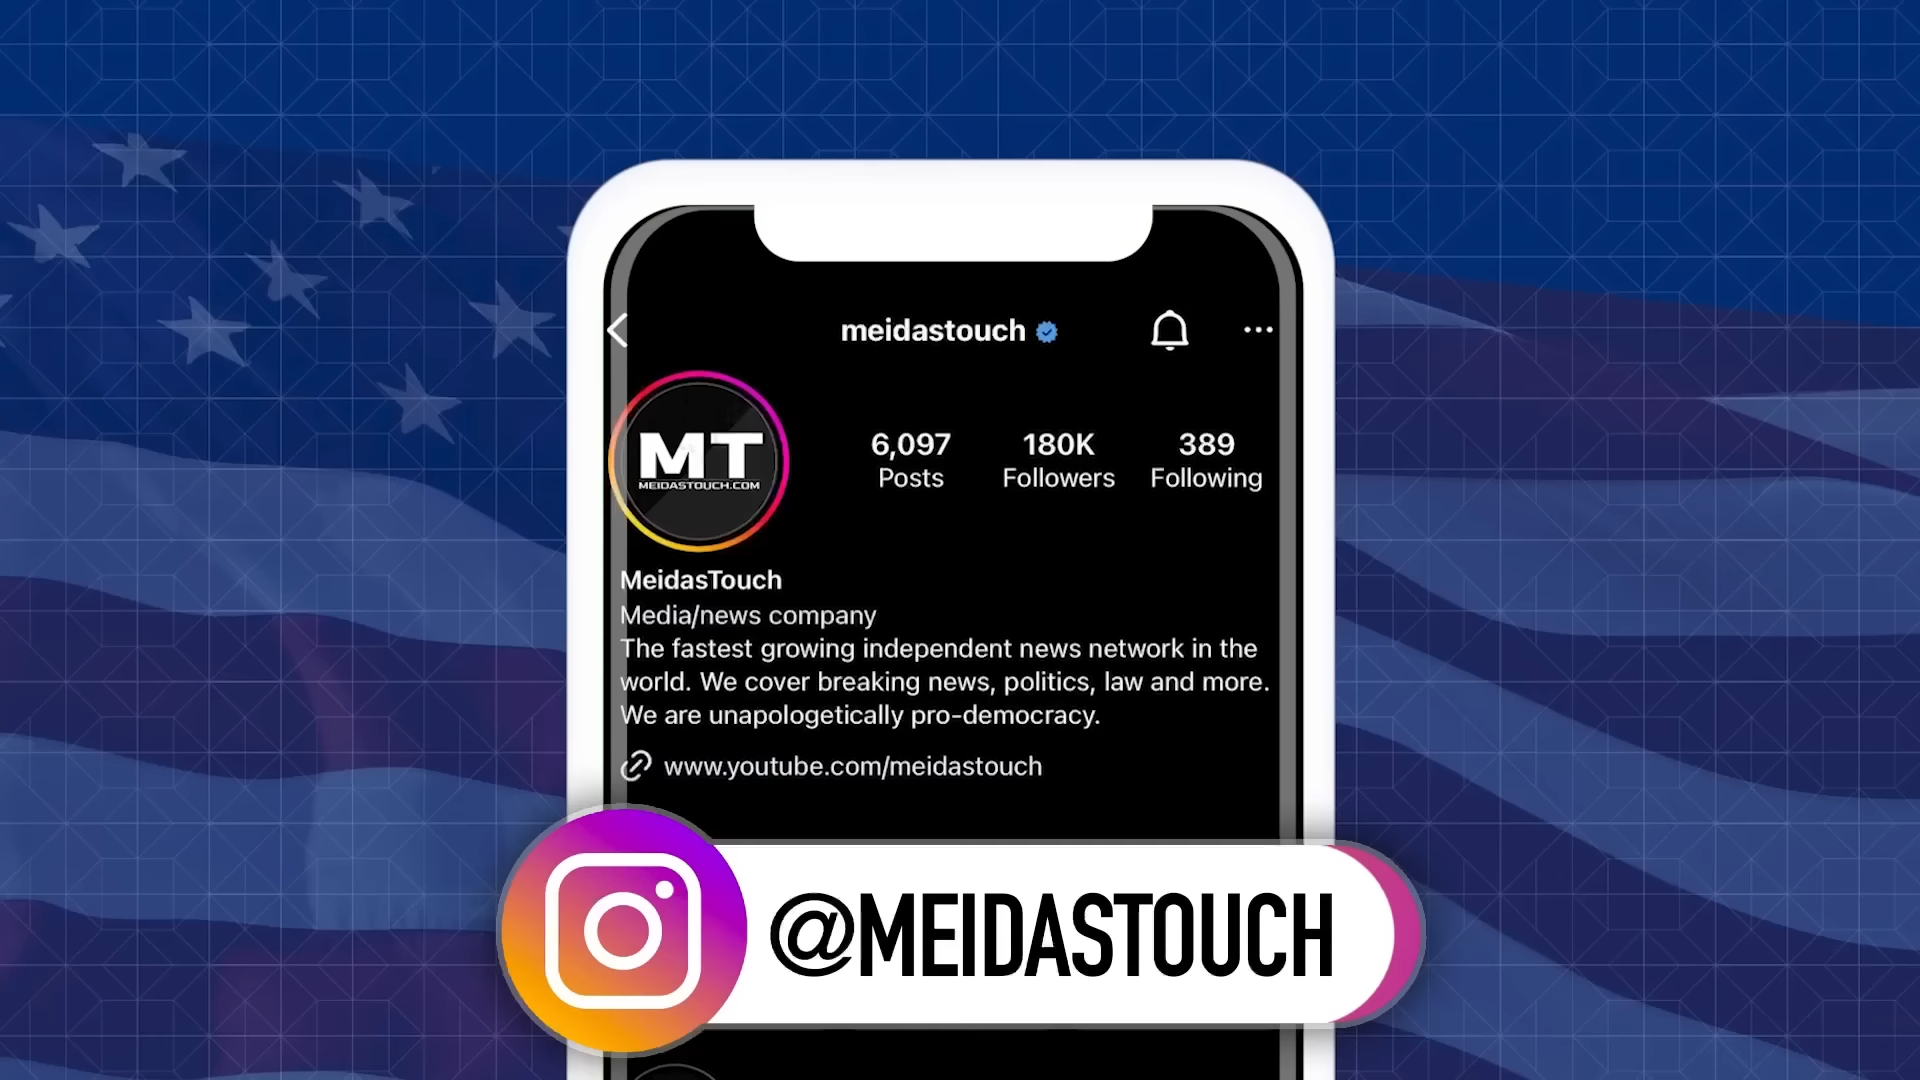 meidastouch
MT
MEIDASTOUCH.COM
6,097 180K 389
Posts Followers Following
MeidasTouch
Media/news company
The fastest growing independent news network in the
world. We cover breaking news, politics, law and more.
We are unapologetically pro-democracy.
www.youtube.com/meidastouch
@MEIDASTOUCH